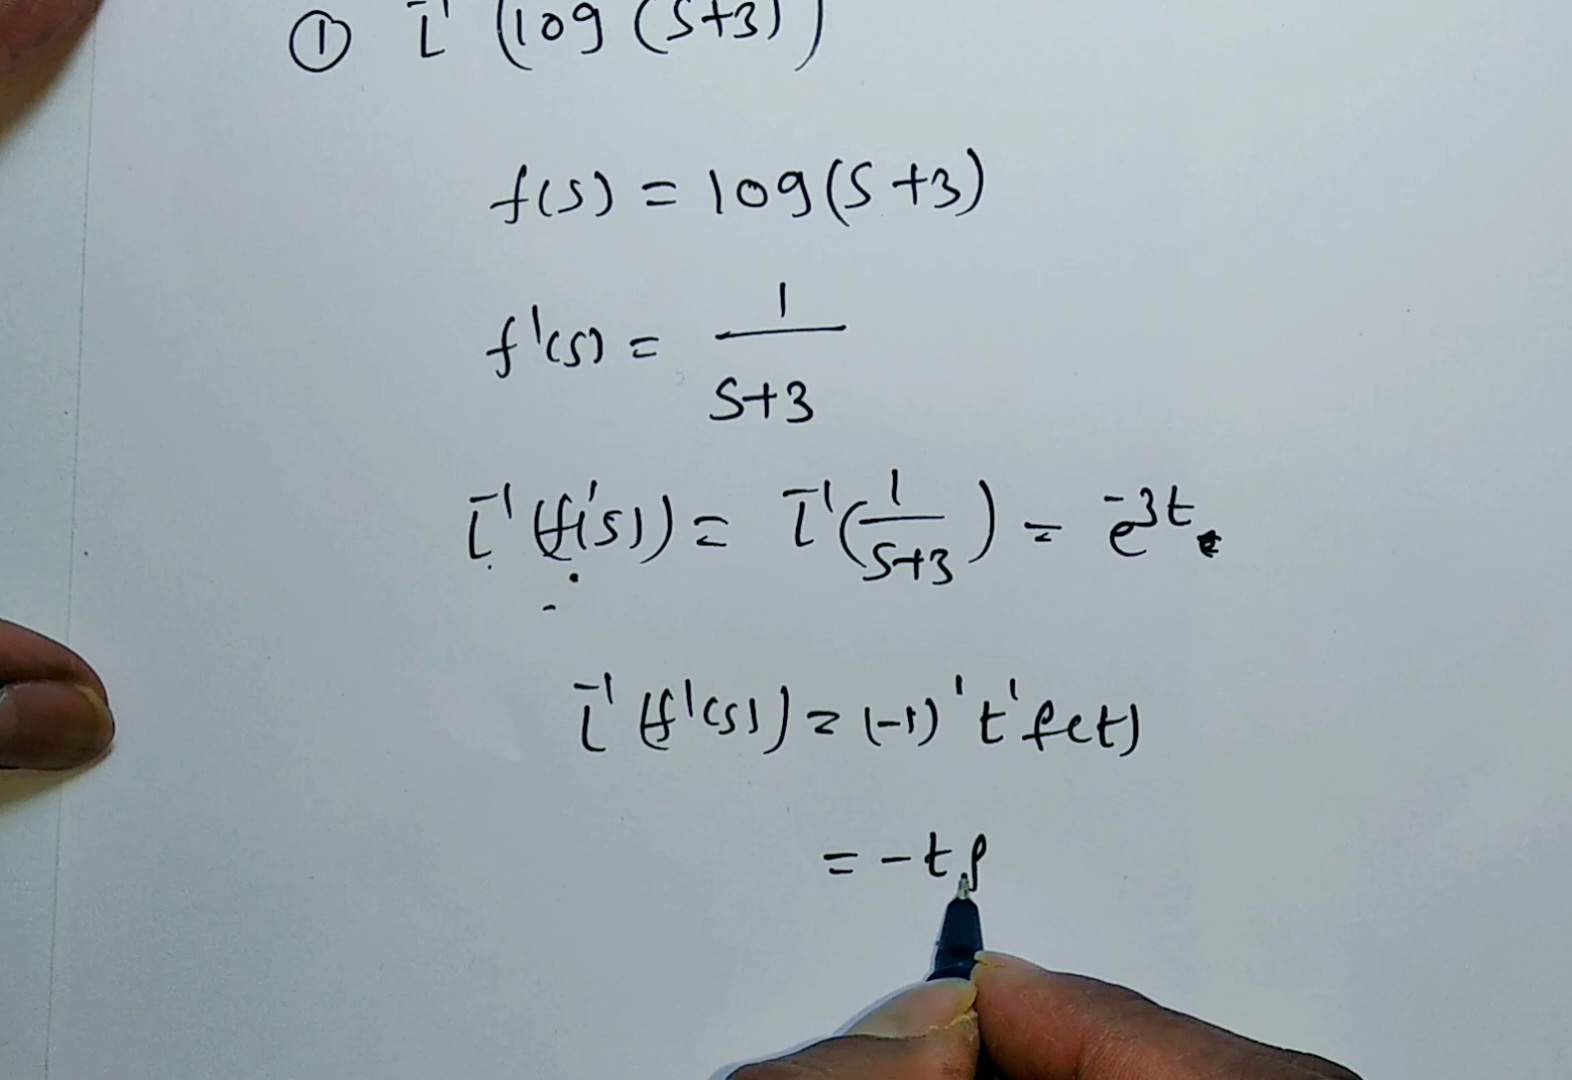 ① L⁻¹ (log (s+3))
f(s) = log(s+3)
f'(s) = 1/(s+3)
L⁻¹ (f'(s)) = L⁻¹ (1/(s+3)) = e⁻³ᵗ.
L⁻¹ (f'(s)) = (-1)¹ t¹ f(t)
= -t f